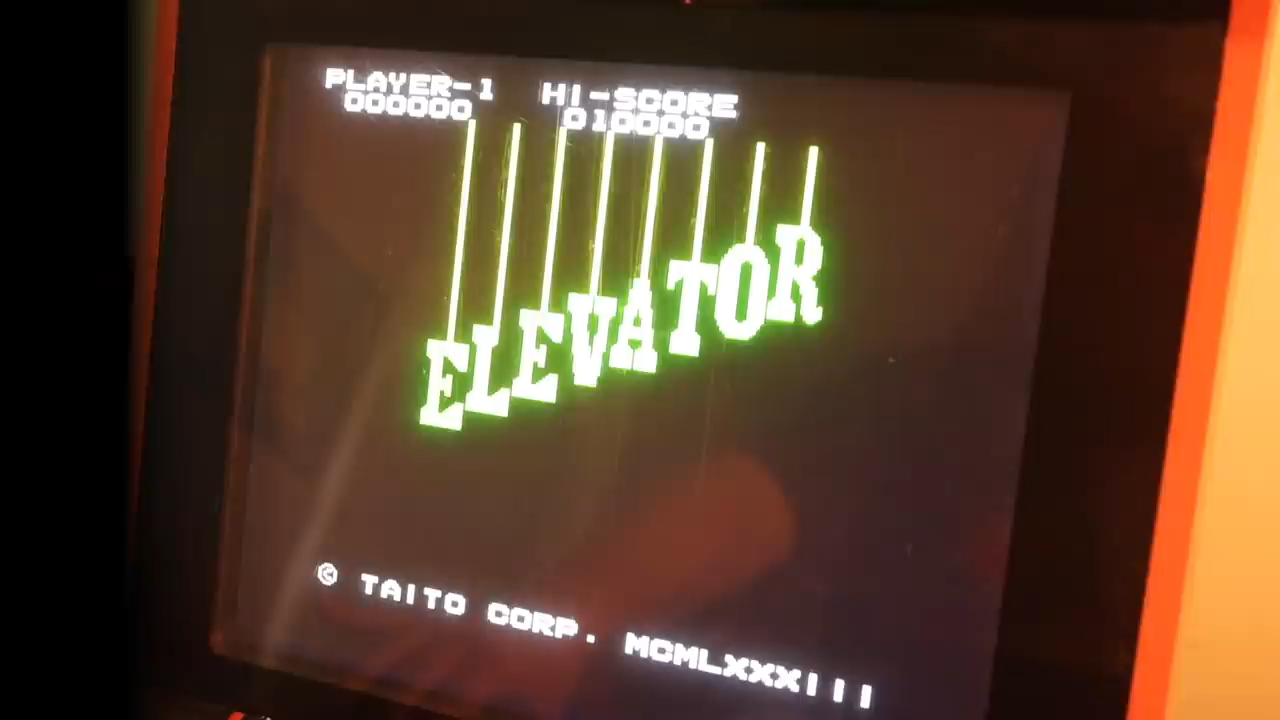 PLAYER-1 HI-SCORE
000000 010000
ELEVATOR
© TAITO CORP. MCMLXXXIII